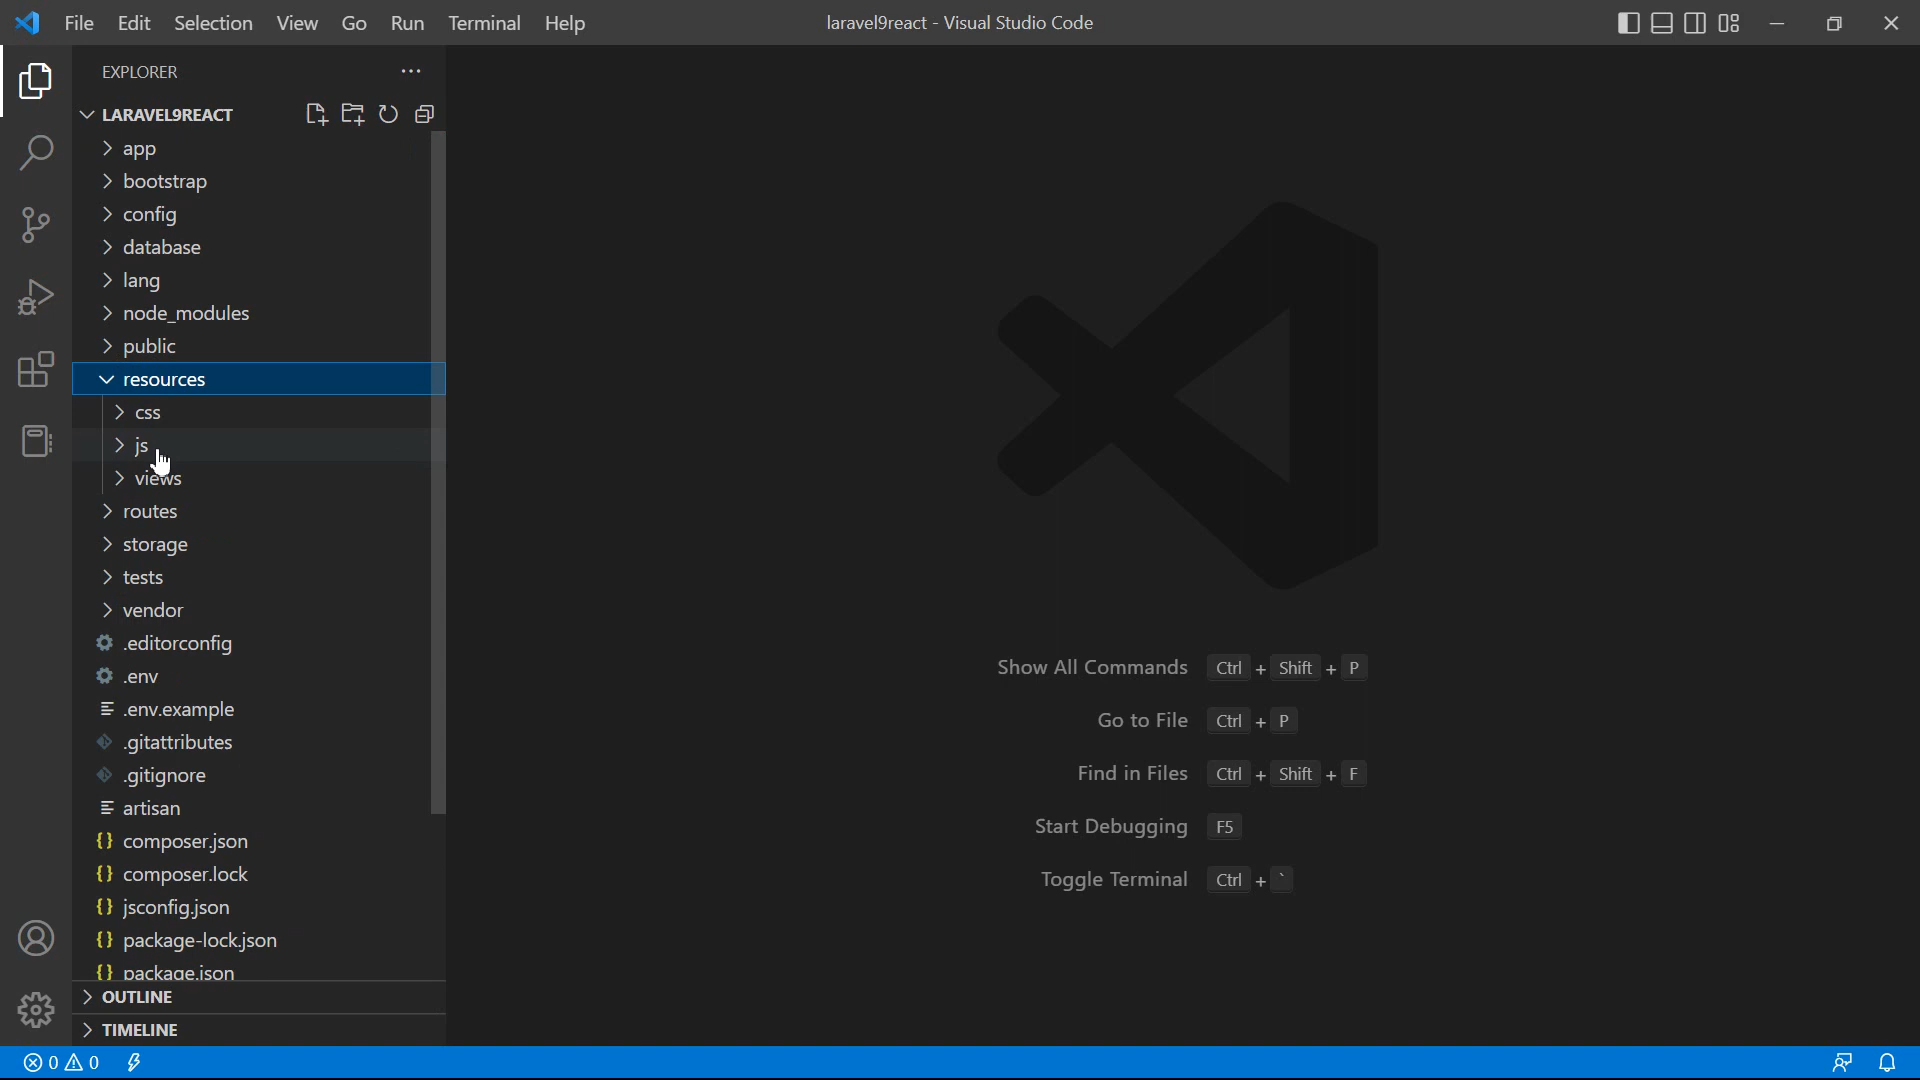 File Edit Selection View Go Run Terminal Help laravel9react - Visual Studio Code
EXPLORER
LARAVEL9REACT
app
bootstrap
config
database
lang
node_modules
public
resources
css
js
views
routes
storage
tests
vendor
.editorconfig
.env
.env.example
.gitattributes
.gitignore
artisan
{} composer.json
{} composer.lock
{} jsconfig.json
{} package-lock.json
{} package.json
OUTLINE
TIMELINE
Show All Commands Ctrl + Shift + P
Go to File Ctrl + P
Find in Files Ctrl + Shift + F
Start Debugging F5
Toggle Terminal Ctrl + `
0 0